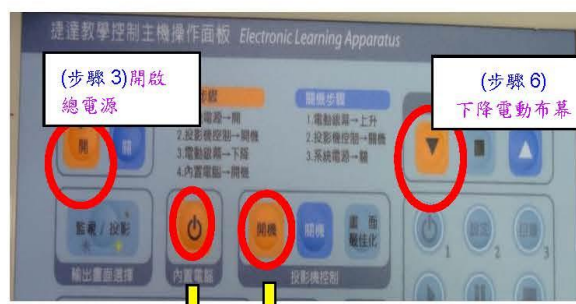 捷達教學控制主機操作面板 Electronic Learning Apparatus
(步驟 3)開啟
總電源
(步驟 6)
下降電動布幕
電源→開
2.投影機控制→開機
3.電動銀幕→下降
4.內置電腦→開機
關機步驟
1.電動銀幕→上升
2.投影機控制→關機
3.系統電源→關
開
關
監視/投影
輸出畫面選擇
內置電腦
開機
關機
畫面
最佳化
投影機控制
1
2
3